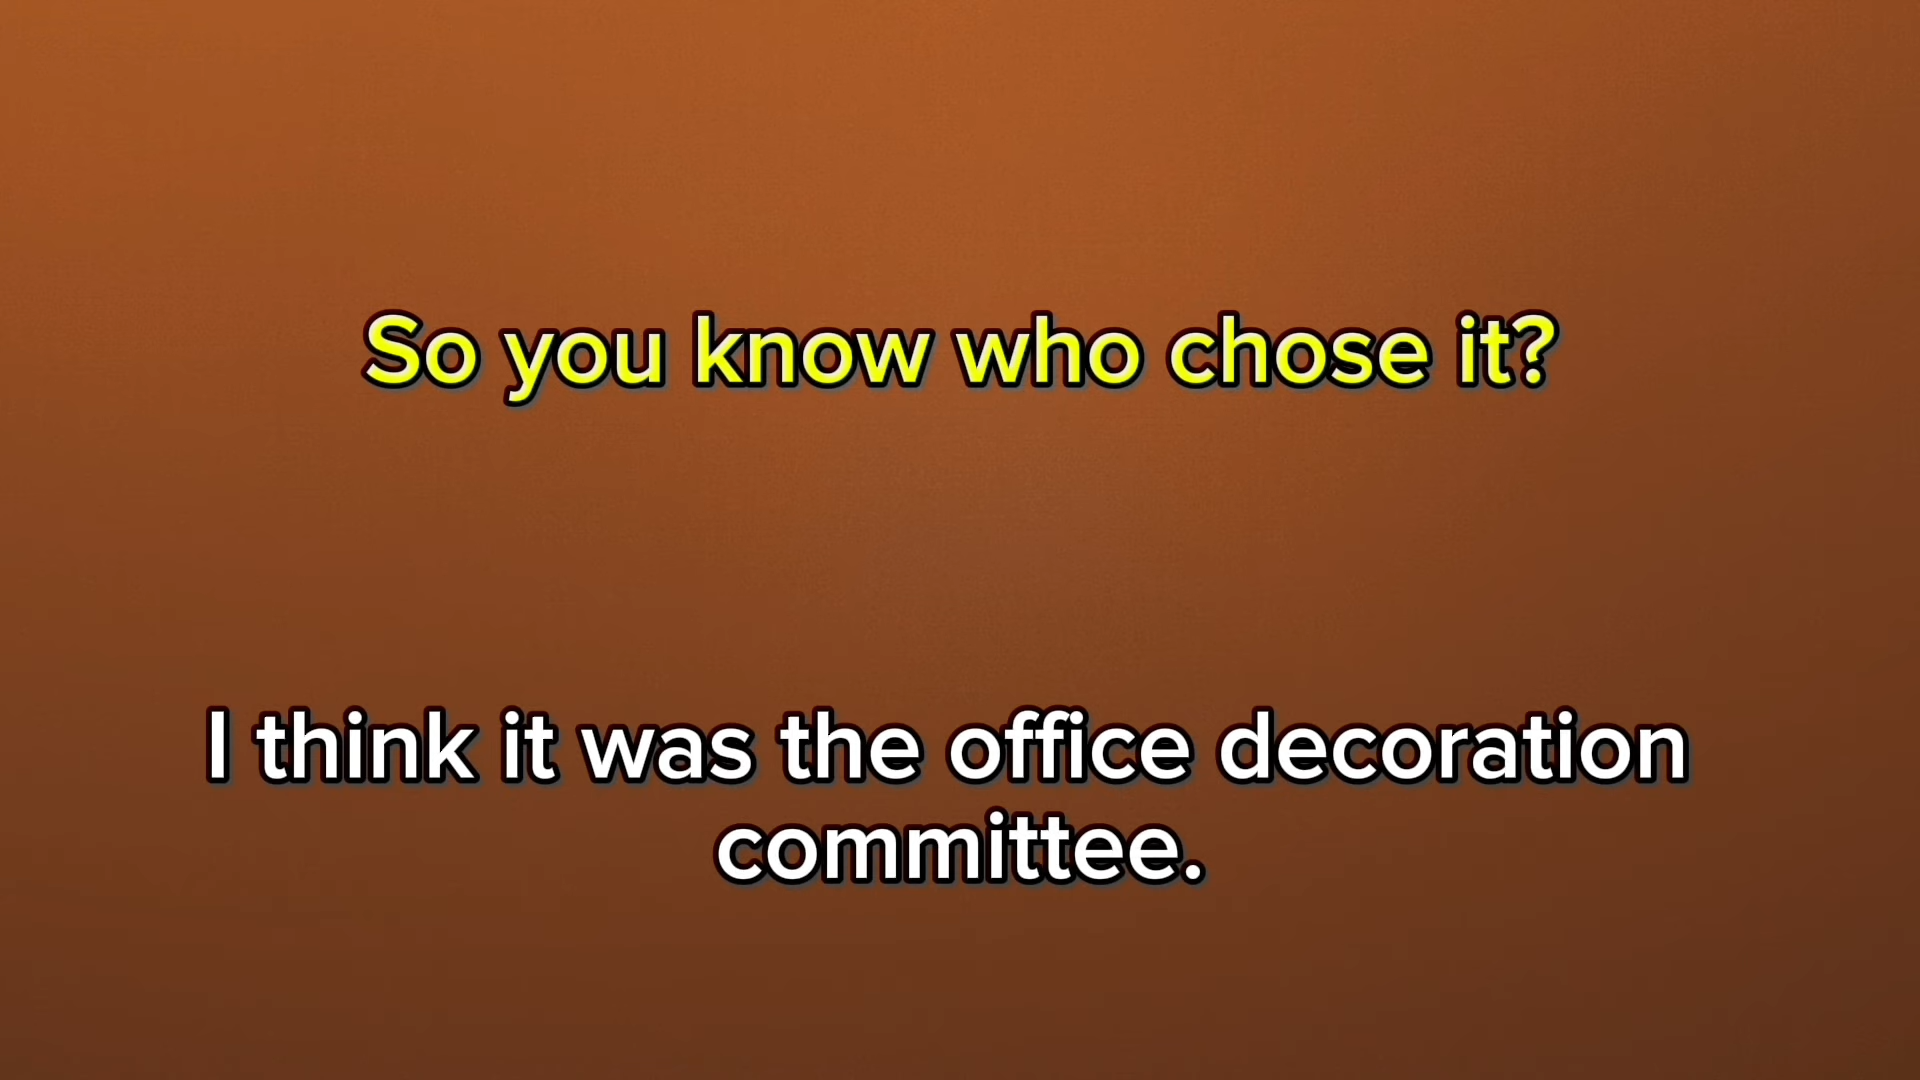 So you know who chose it?
I think it was the office decoration
committee.